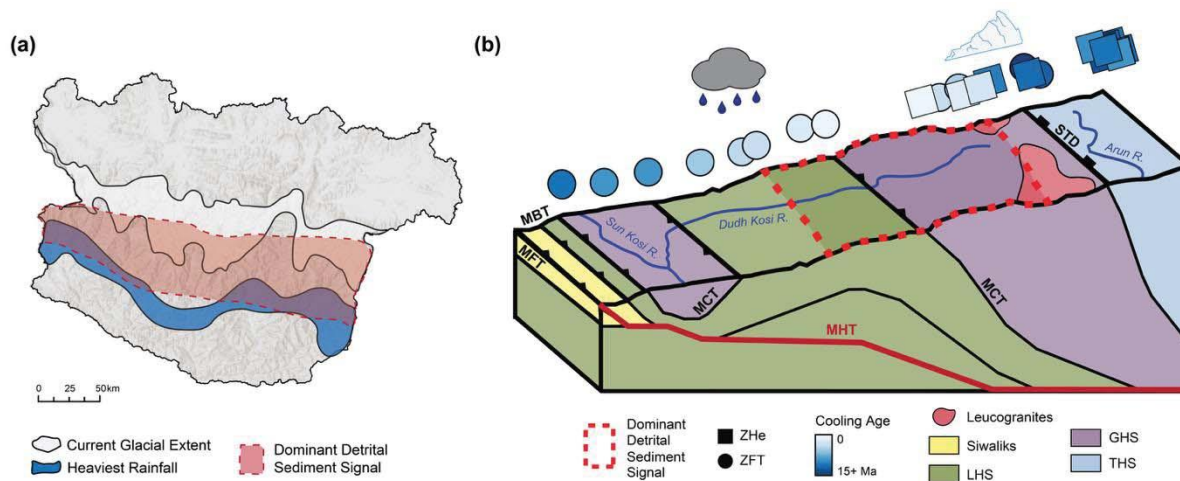 (a)
0 25 50km
Current Glacial Extent
Heaviest Rainfall
Dominant Detrital
Sediment Signal
(b)
MBT
MFT
Sun Kosi R.
MCT
Dudh Kosi R.
MHT
MCT
STD
Arun R.
Dominant
Detrital
Sediment
Signal
ZHe
ZFT
Cooling Age
0
15+ Ma
Leucogranites
Siwaliks
LHS
GHS
THS